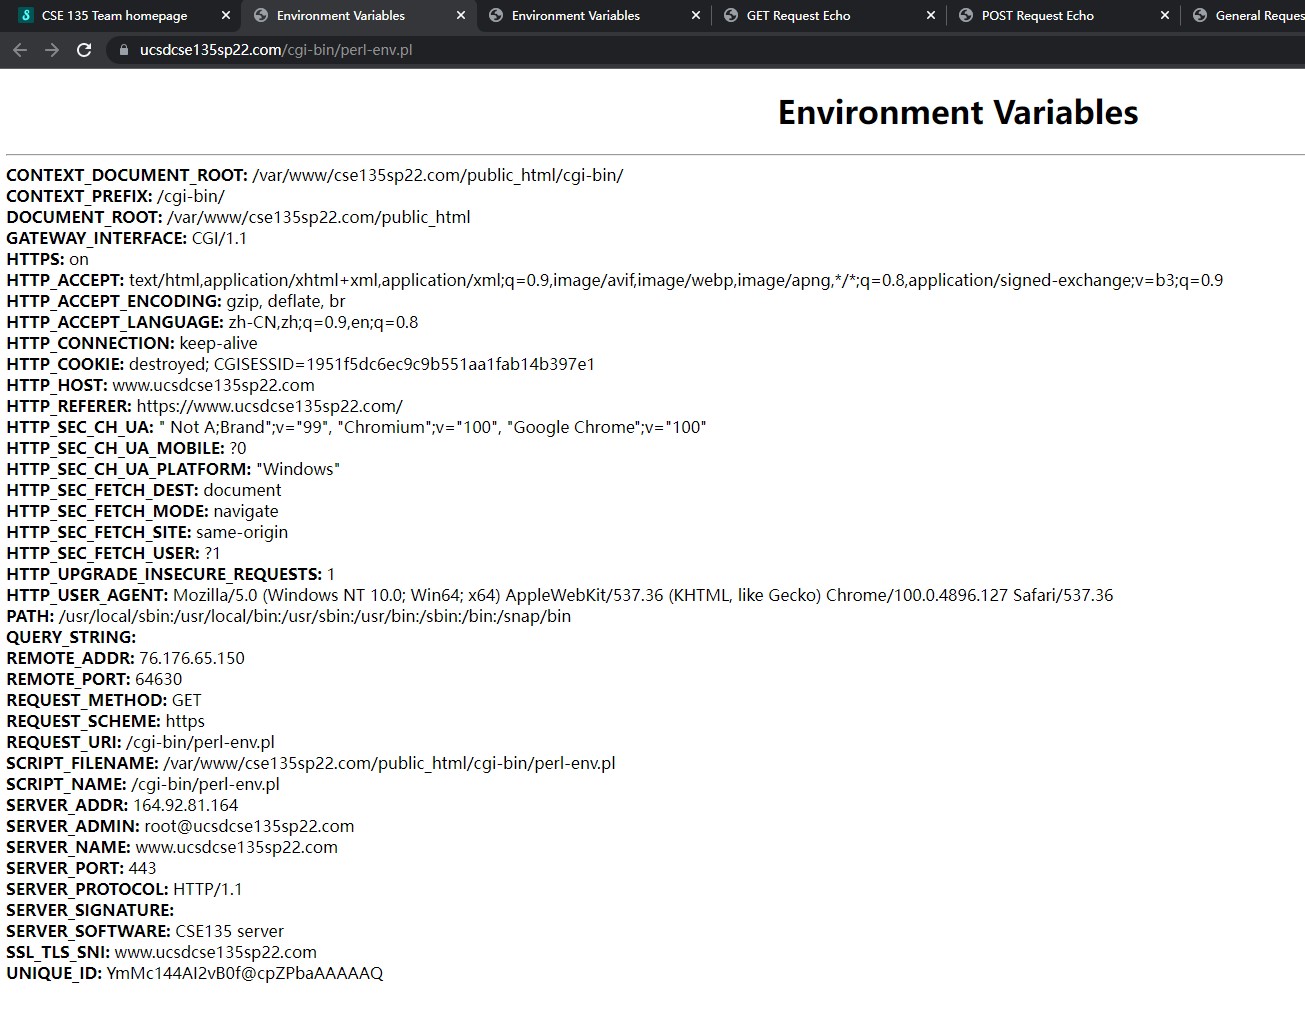 CSE 135 Team homepage
Environment Variables
Environment Variables
GET Request Echo
POST Request Echo
General Reques
ucsdcse135sp22.com/cgi-bin/perl-env.pl
Environment Variables
CONTEXT_DOCUMENT_ROOT: /var/www/cse135sp22.com/public_html/cgi-bin/
CONTEXT_PREFIX: /cgi-bin/
DOCUMENT_ROOT: /var/www/cse135sp22.com/public_html
GATEWAY_INTERFACE: CGI/1.1
HTTPS: on
HTTP_ACCEPT: text/html,application/xhtml+xml,application/xml;q=0.9,image/avif,image/webp,image/apng,*/*;q=0.8,application/signed-exchange;v=b3;q=0.9
HTTP_ACCEPT_ENCODING: gzip, deflate, br
HTTP_ACCEPT_LANGUAGE: zh-CN,zh;q=0.9,en;q=0.8
HTTP_CONNECTION: keep-alive
HTTP_COOKIE: destroyed; CGISESSID=1951f5dc6ec9c9b551aa1fab14b397e1
HTTP_HOST: www.ucsdcse135sp22.com
HTTP_REFERER: https://www.ucsdcse135sp22.com/
HTTP_SEC_CH_UA: " Not A;Brand";v="99", "Chromium";v="100", "Google Chrome";v="100"
HTTP_SEC_CH_UA_MOBILE: ?0
HTTP_SEC_CH_UA_PLATFORM: "Windows"
HTTP_SEC_FETCH_DEST: document
HTTP_SEC_FETCH_MODE: navigate
HTTP_SEC_FETCH_SITE: same-origin
HTTP_SEC_FETCH_USER: ?1
HTTP_UPGRADE_INSECURE_REQUESTS: 1
HTTP_USER_AGENT: Mozilla/5.0 (Windows NT 10.0; Win64; x64) AppleWebKit/537.36 (KHTML, like Gecko) Chrome/100.0.4896.127 Safari/537.36
PATH: /usr/local/sbin:/usr/local/bin:/usr/sbin:/usr/bin:/sbin:/bin:/snap/bin
QUERY_STRING:
REMOTE_ADDR: 76.176.65.150
REMOTE_PORT: 64630
REQUEST_METHOD: GET
REQUEST_SCHEME: https
REQUEST_URI: /cgi-bin/perl-env.pl
SCRIPT_FILENAME: /var/www/cse135sp22.com/public_html/cgi-bin/perl-env.pl
SCRIPT_NAME: /cgi-bin/perl-env.pl
SERVER_ADDR: 164.92.81.164
SERVER_ADMIN: root@ucsdcse135sp22.com
SERVER_NAME: www.ucsdcse135sp22.com
SERVER_PORT: 443
SERVER_PROTOCOL: HTTP/1.1
SERVER_SIGNATURE:
SERVER_SOFTWARE: CSE135 server
SSL_TLS_SNI: www.ucsdcse135sp22.com
UNIQUE_ID: YmMc144AI2vB0f@cpZPbaAAAAAQ